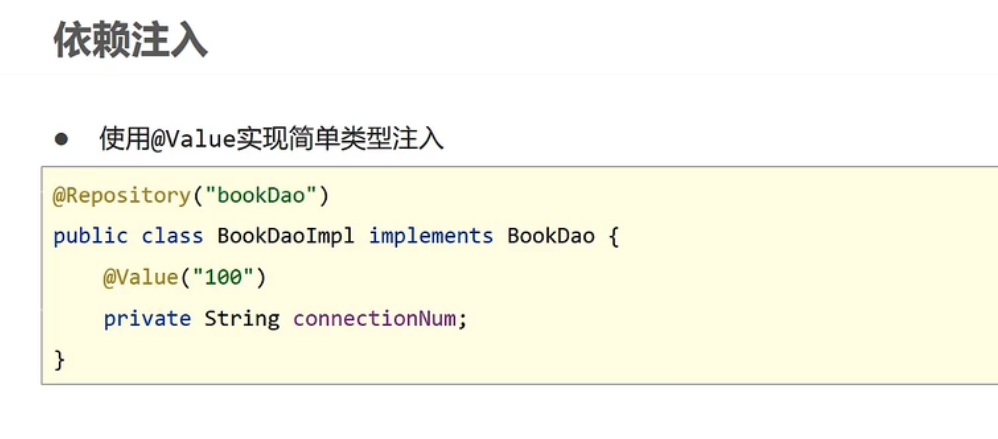 依赖注入
● 使用@Value实现简单类型注入
@Repository("bookDao")
public class BookDaoImpl implements BookDao {
    @Value("100")
    private String connectionNum;
}